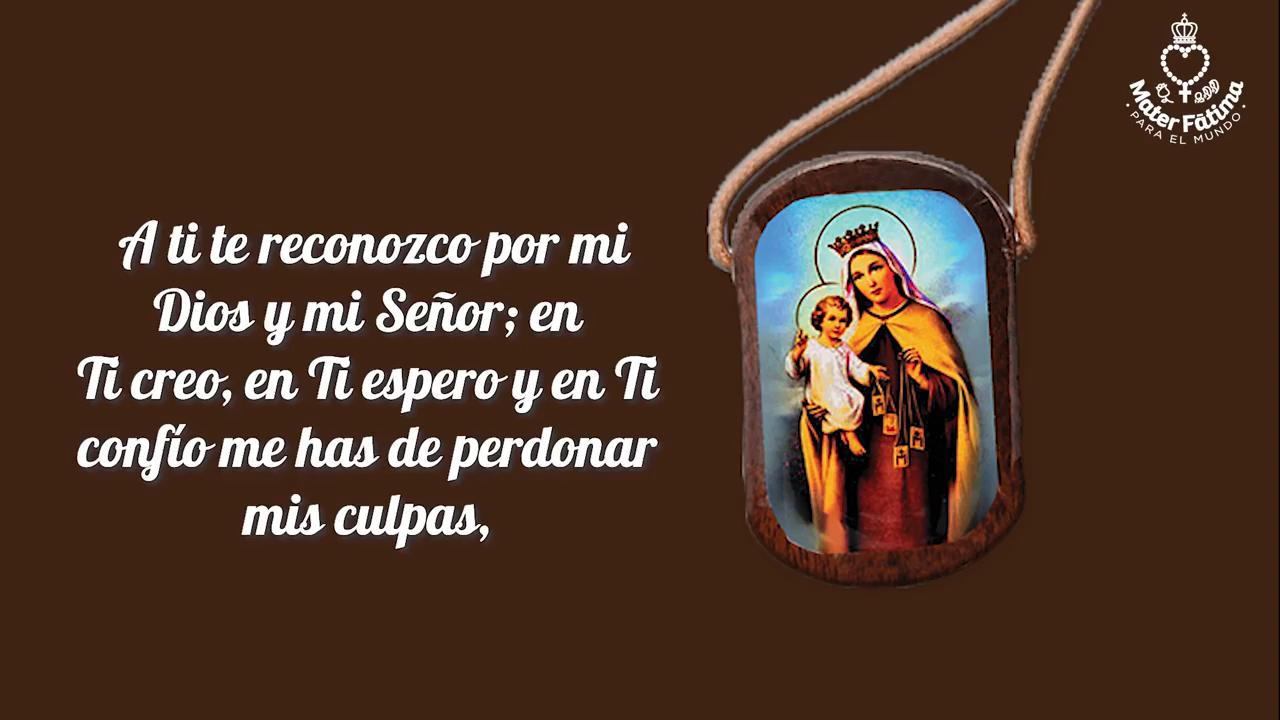 A ti te reconozco por mi
Dios y mi Señor; en
Ti creo, en Ti espero y en Ti
confío me has de perdonar
mis culpas,
Mater Fátima
· PARA EL MUNDO ·